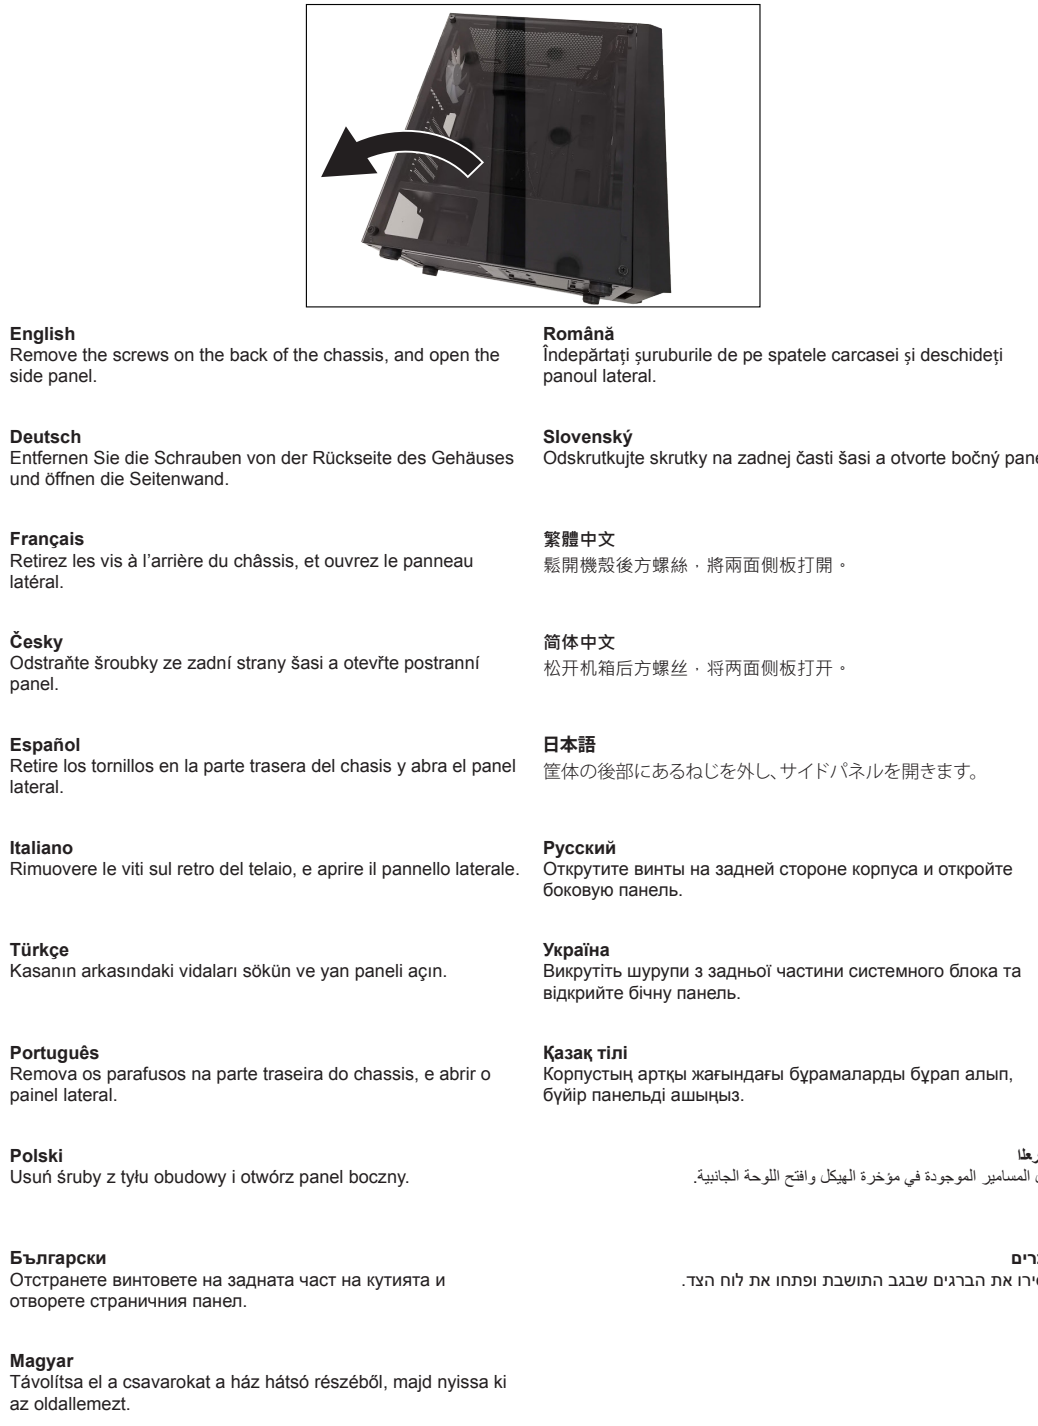 English
Remove the screws on the back of the chassis, and open the
side panel.
Deutsch
Entfernen Sie die Schrauben von der Rückseite des Gehäuses
und öffnen die Seitenwand.
Français
Retirez les vis à l’arrière du châssis, et ouvrez le panneau
latéral.
Česky
Odstraňte šroubky ze zadní strany šasi a otevřte postranní
panel.
Español
Retire los tornillos en la parte trasera del chasis y abra el panel
lateral.
Italiano
Rimuovere le viti sul retro del telaio, e aprire il pannello laterale.
Türkçe
Kasanın arkasındaki vidaları sökün ve yan paneli açın.
Português
Remova os parafusos na parte traseira do chassis, e abrir o
painel lateral.
Polski
Usuń śruby z tyłu obudowy i otwórz panel boczny.
Български
Отстранете винтовете на задната част на кутията и
отворете страничния панел.
Magyar
Távolítsa el a csavarokat a ház hátsó részéből, majd nyissa ki
az oldallemezt.
Română
Îndepărtați șuruburile de pe spatele carcasei și deschideți
panoul lateral.
Slovenský
Odskrutkujte skrutky na zadnej časti šasi a otvorte bočný
繁體中文
鬆開機殼後方螺絲，將兩面側板打開。
简体中文
松开机箱后方螺丝，将两面侧板打开。
日本語
筐体の後部にあるねじを外し、サイドパネルを開きます。
Русский
Открутите винты на задней стороне корпуса и откройте
боковую панель.
Україна
Викрутіть шурупи з задньої частини системного блока та
відкрийте бічну панель.
Қазақ тілі
Корпустың артқы жағындағы бұрамаларды бұрап алып,
бүйір панельді ашыңыз.
المسامير الموجودة في مؤخرة الهيكل وافتح اللوحة الجانبية.
את הברגים שבגב התושבת ופתחו את לוח הצד.